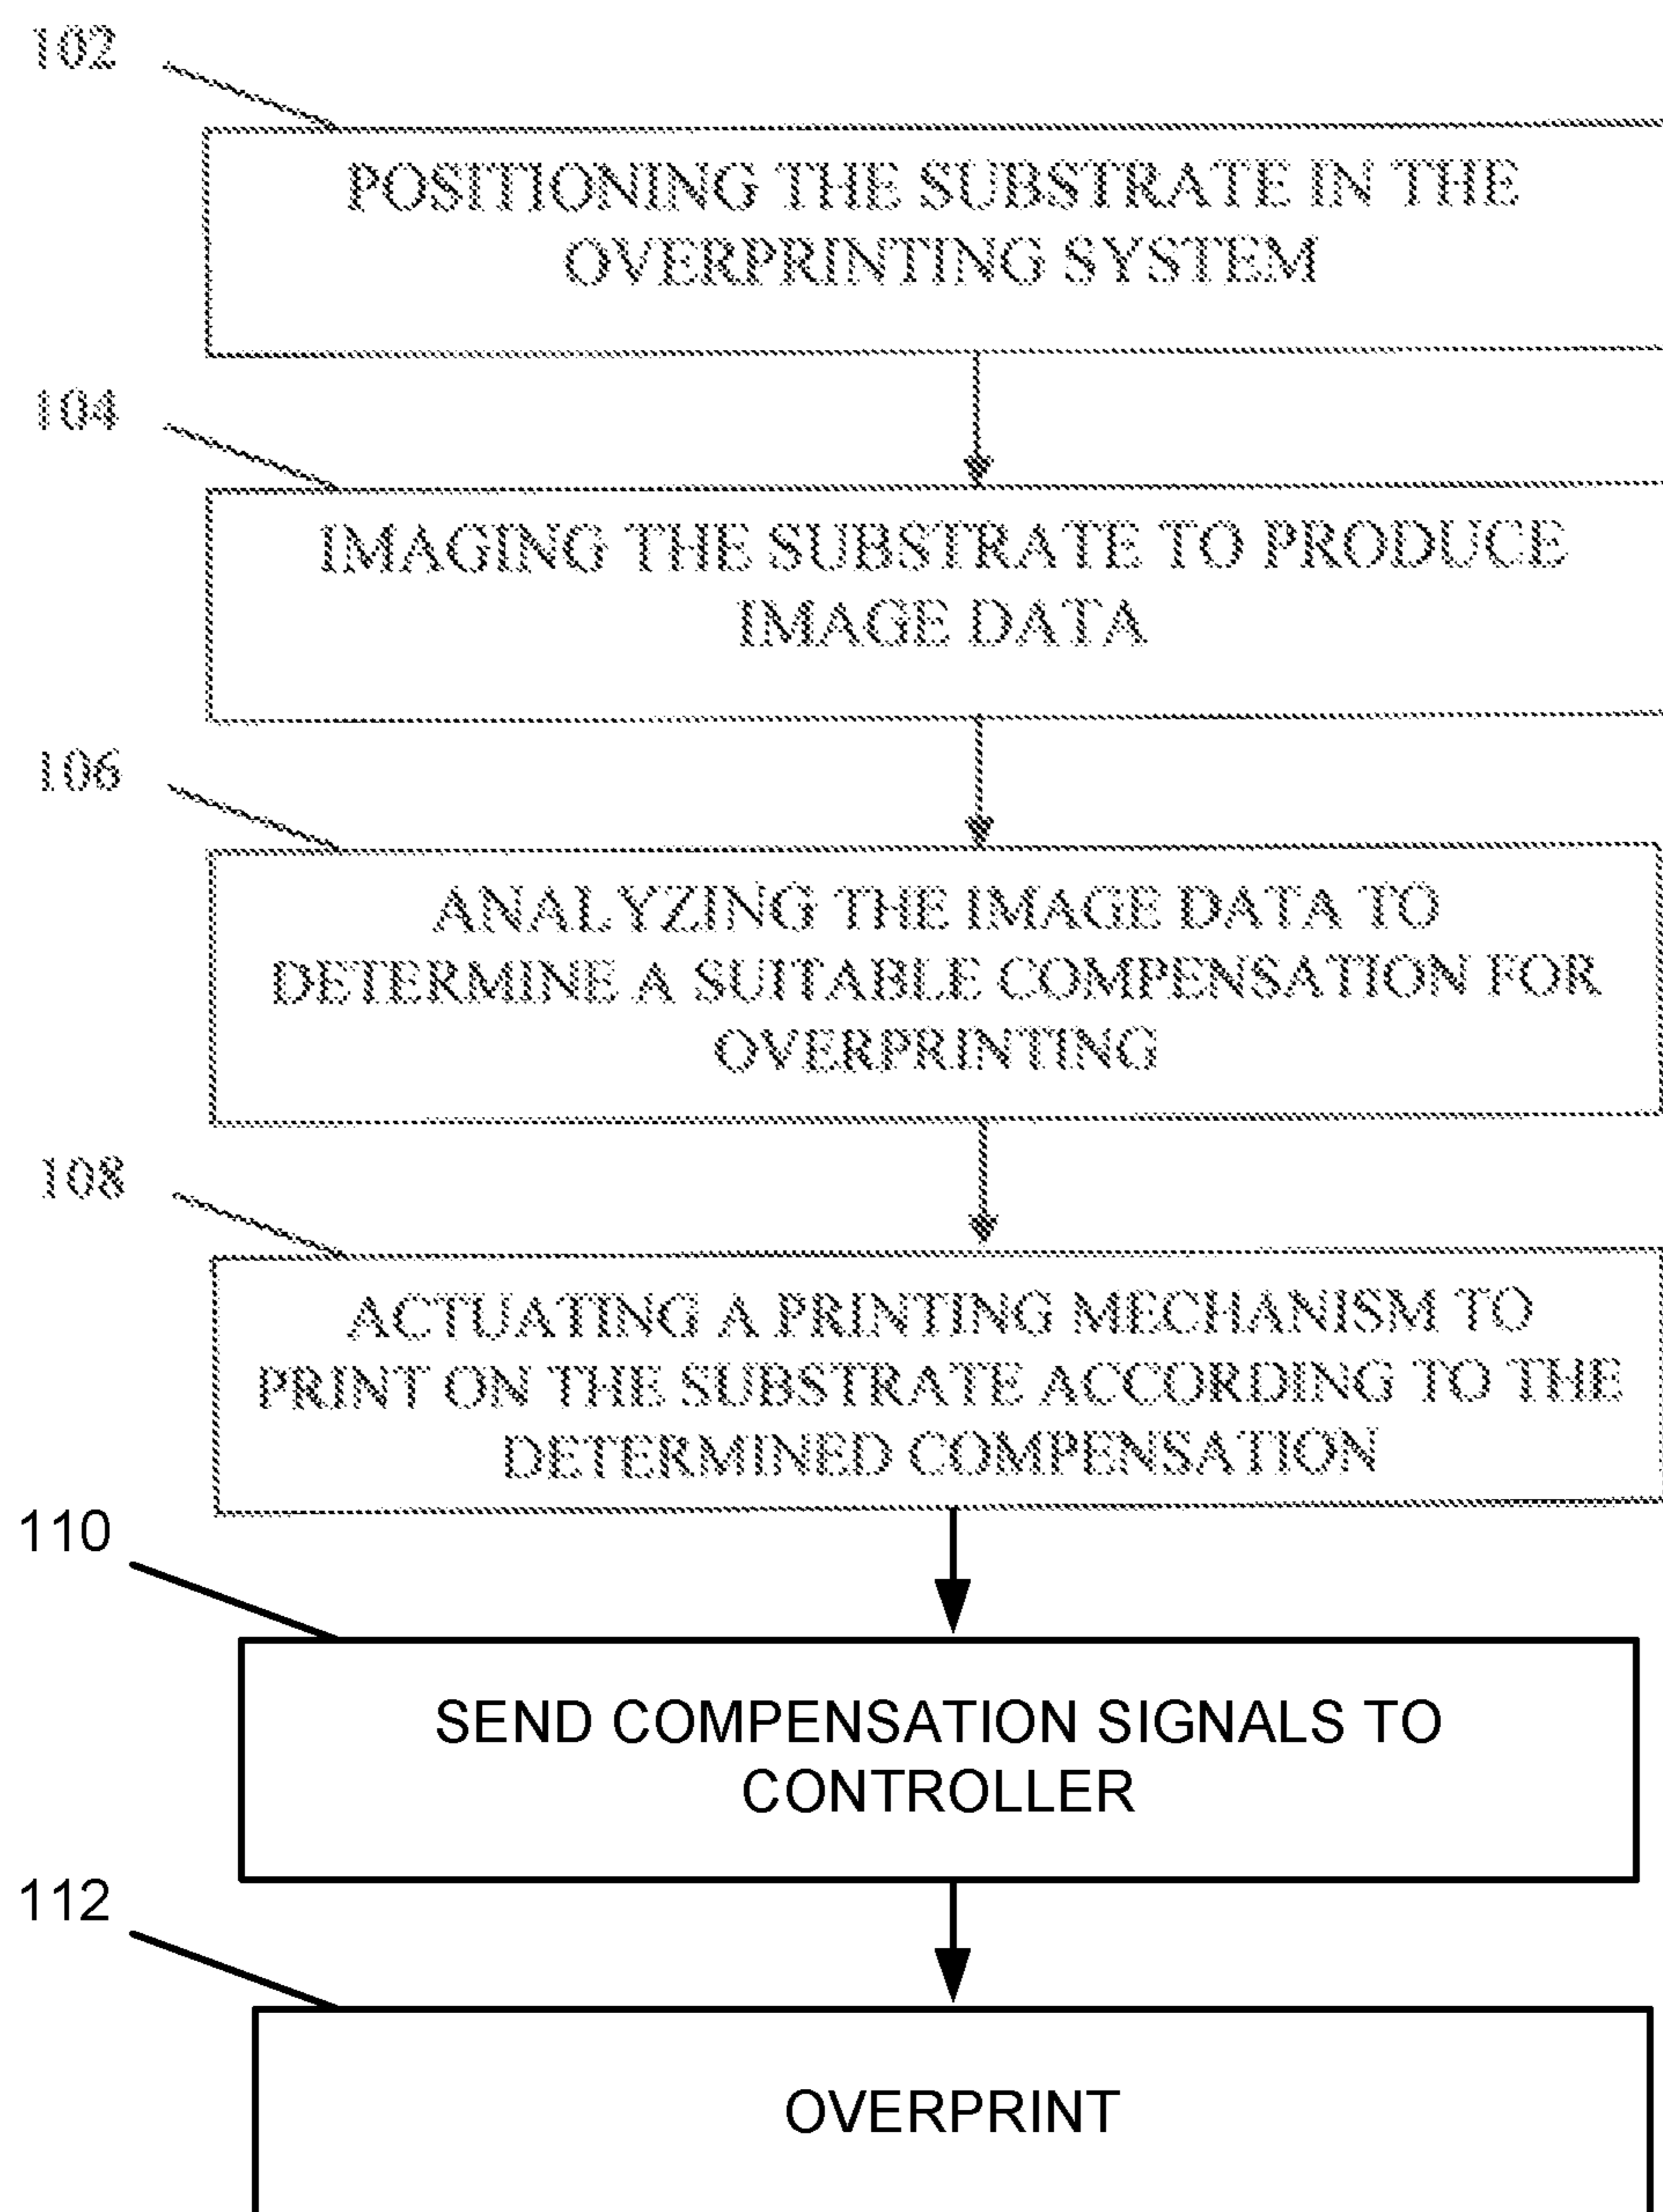 102
POSITIONING THE SUBSTRATE IN THE
OVERPRINTING SYSTEM
104
IMAGING THE SUBSTRATE TO PRODUCE
IMAGE DATA
106
ANALYZING THE IMAGE DATA TO
DETERMINE A SUITABLE COMPENSATION FOR
OVERPRINTING
108
ACTUATING A PRINTING MECHANISM TO
PRINT ON THE SUBSTRATE ACCORDING TO THE
DETERMINED COMPENSATION
110
SEND COMPENSATION SIGNALS TO
CONTROLLER
112
OVERPRINT